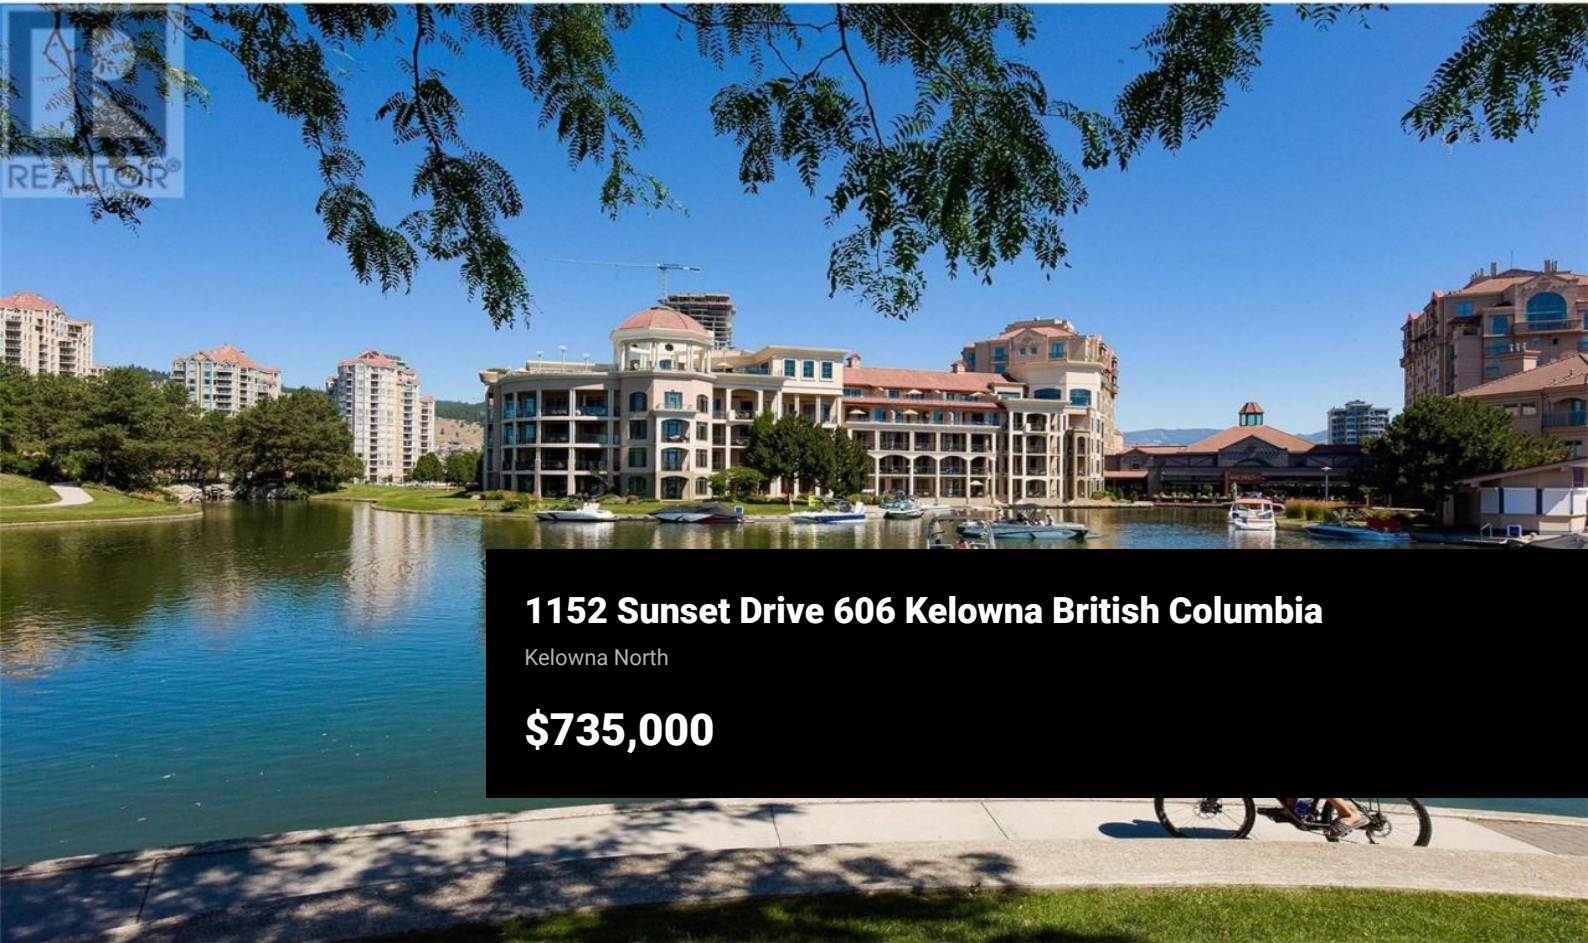 REALTOR®
1152 Sunset Drive 606 Kelowna British Columbia
Kelowna North
$735,000